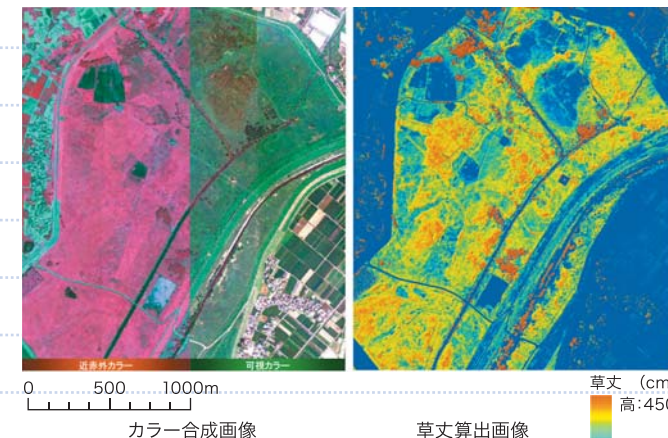 近赤外カラー 可視カラー
0 500 1000m
草丈 (cm
高:450
カラー合成画像 草丈算出画像